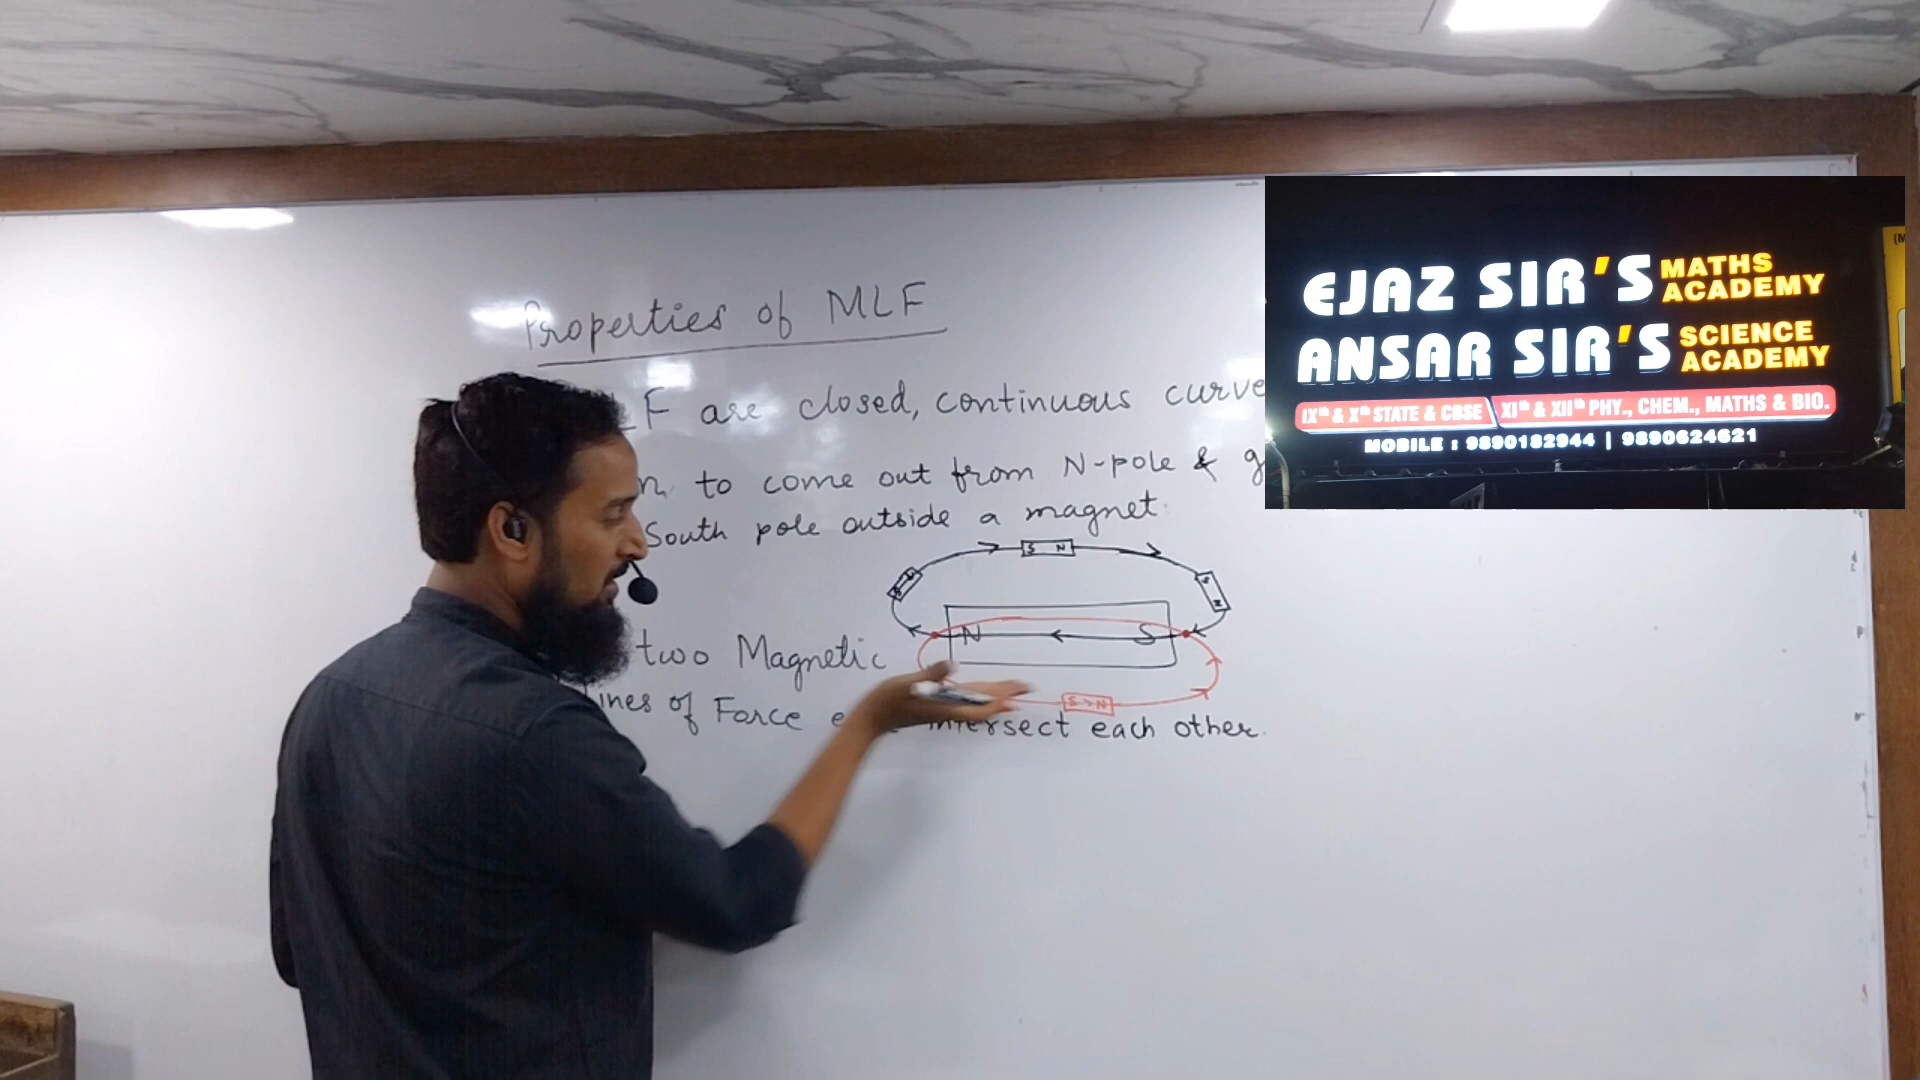 Properties of MLF
LF are closed, continuous curve
n to come out from N-pole & g
South pole outside a magnet.
S N
N S
two Magnetic
ines of Force intersect each other.
S > N
EJAZ SIR'S MATHS ACADEMY
ANSAR SIR'S SCIENCE ACADEMY
IXth & Xth STATE & CBSE XIth & XIIth PHY., CHEM., MATHS & BIO.
MOBILE : 9890182944 | 9890624621